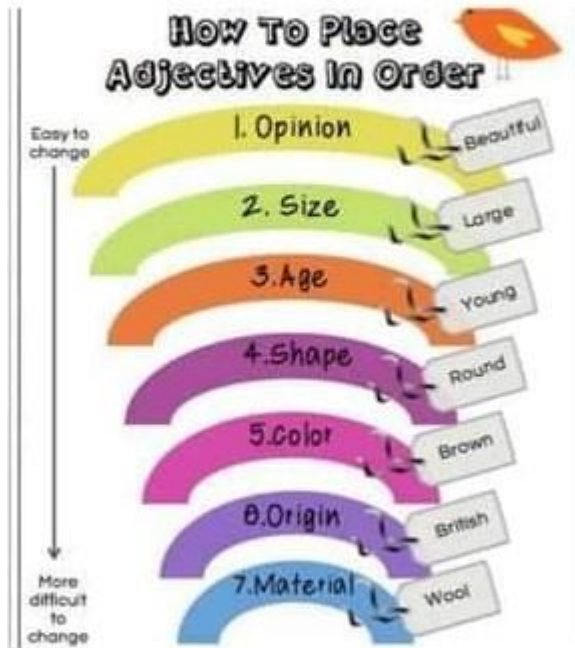 How To Place
Adjectives In Order
Easy to
change
1. Opinion
Beautiful
2. Size
Large
3.Age
Young
4.Shape
Round
5.Color
Brown
6.Origin
British
7.Material
Wool
More
difficult
to
change